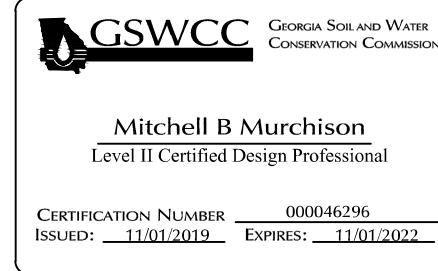 GSWCC
GEORGIA SOIL AND WATER
CONSERVATION COMMISSION
Mitchell B Murchison
Level II Certified Design Professional
CERTIFICATION NUMBER 000046296
ISSUED: 11/01/2019 EXPIRES: 11/01/2022